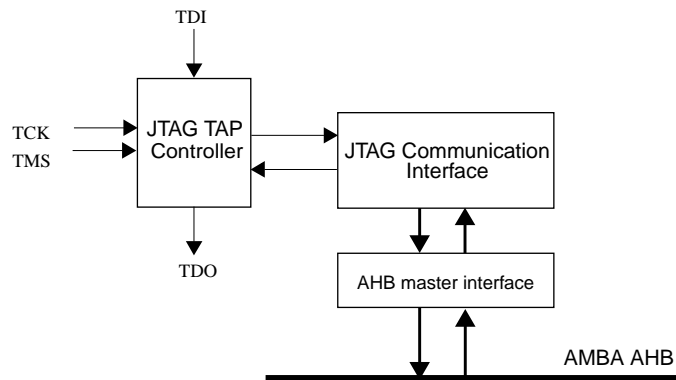 TDI
TCK
TMS
JTAG TAP
Controller
JTAG Communication
Interface
TDO
AHB master interface
AMBA AHB